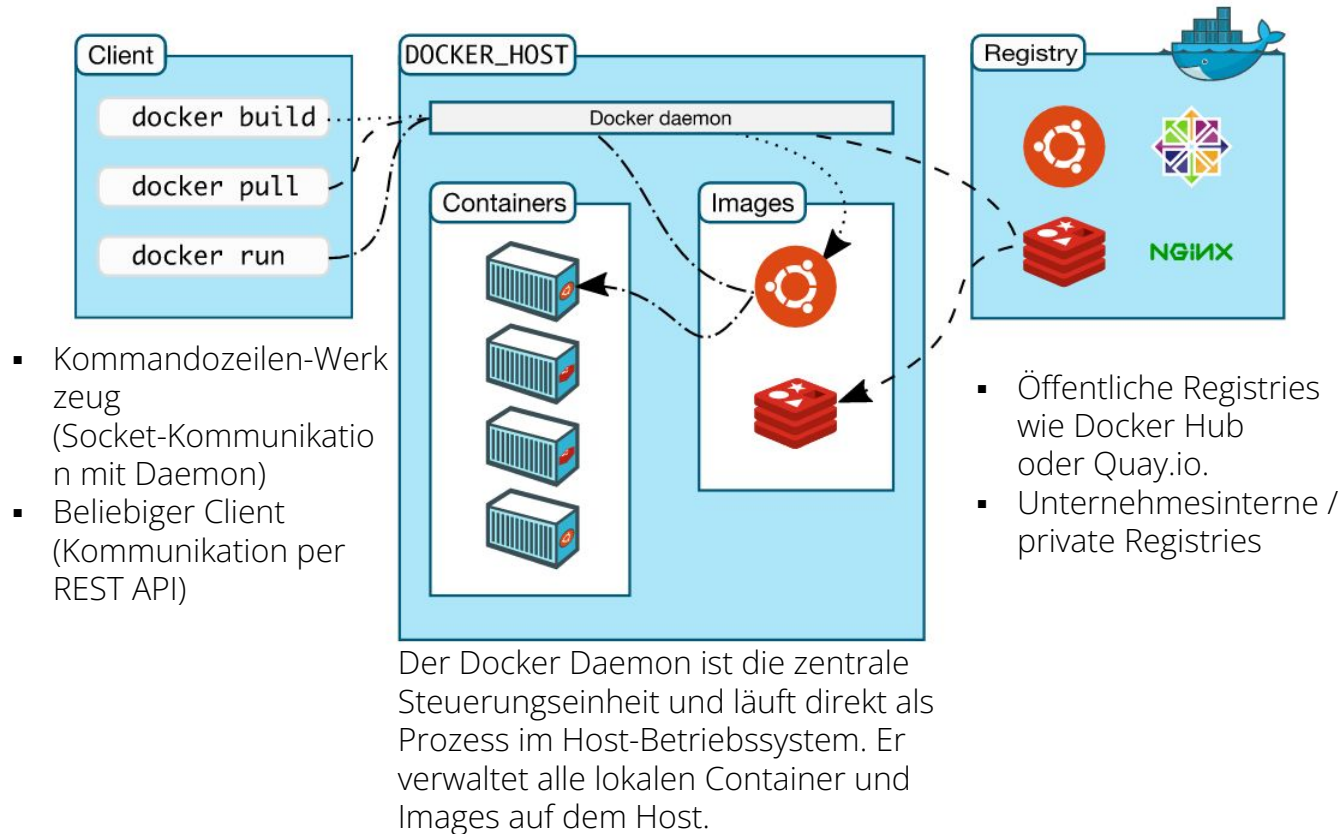 Client
docker build
docker pull
docker run
▪ Kommandozeilen-Werk
zeug
(Socket-Kommunikatio
n mit Daemon)
▪ Beliebiger Client
(Kommunikation per
REST API)
DOCKER_HOST
Docker daemon
Containers
Images
Der Docker Daemon ist die zentrale
Steuerungseinheit und läuft direkt als
Prozess im Host-Betriebssystem. Er
verwaltet alle lokalen Container und
Images auf dem Host.
Registry
NGINX
▪ Öffentliche Registries
wie Docker Hub
oder Quay.io.
▪ Unternehmesinterne /
private Registries